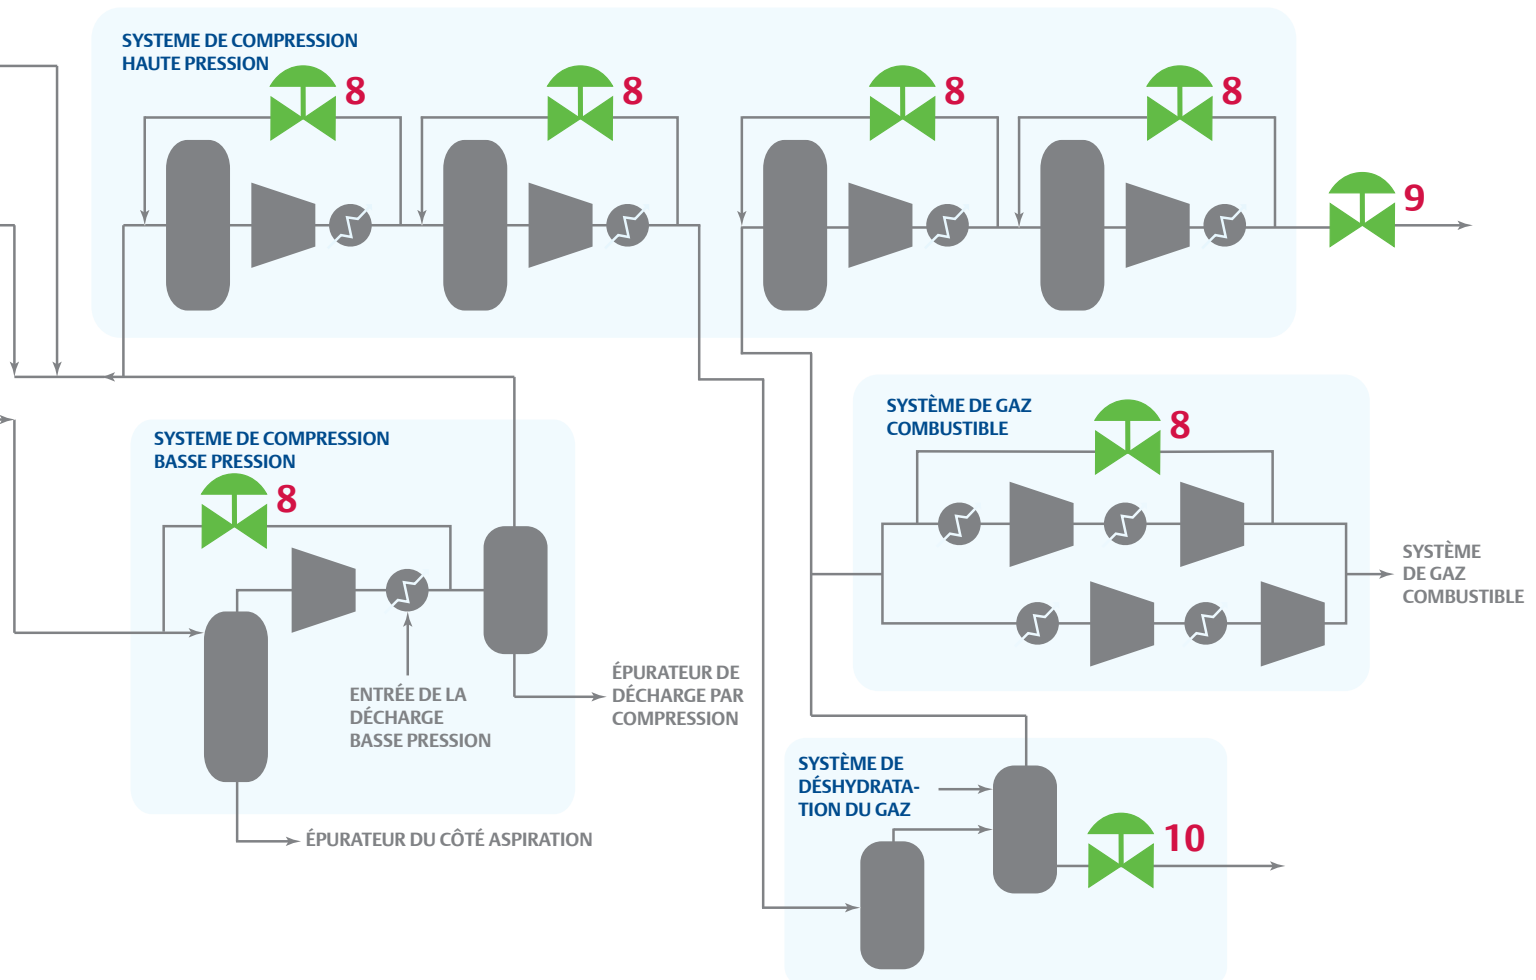 SYSTEME DE COMPRESSION
HAUTE PRESSION
8
8
8
8
9
SYSTEME DE COMPRESSION
BASSE PRESSION
8
ENTRÉE DE LA
DÉCHARGE
BASSE PRESSION
ÉPURATEUR DE
DÉCHARGE PAR
COMPRESSION
ÉPURATEUR DU CÔTÉ ASPIRATION
SYSTÈME DE GAZ
COMBUSTIBLE
8
SYSTÈME
DE GAZ
COMBUSTIBLE
SYSTÈME DE
DÉSHYDRATA-
TION DU GAZ
10